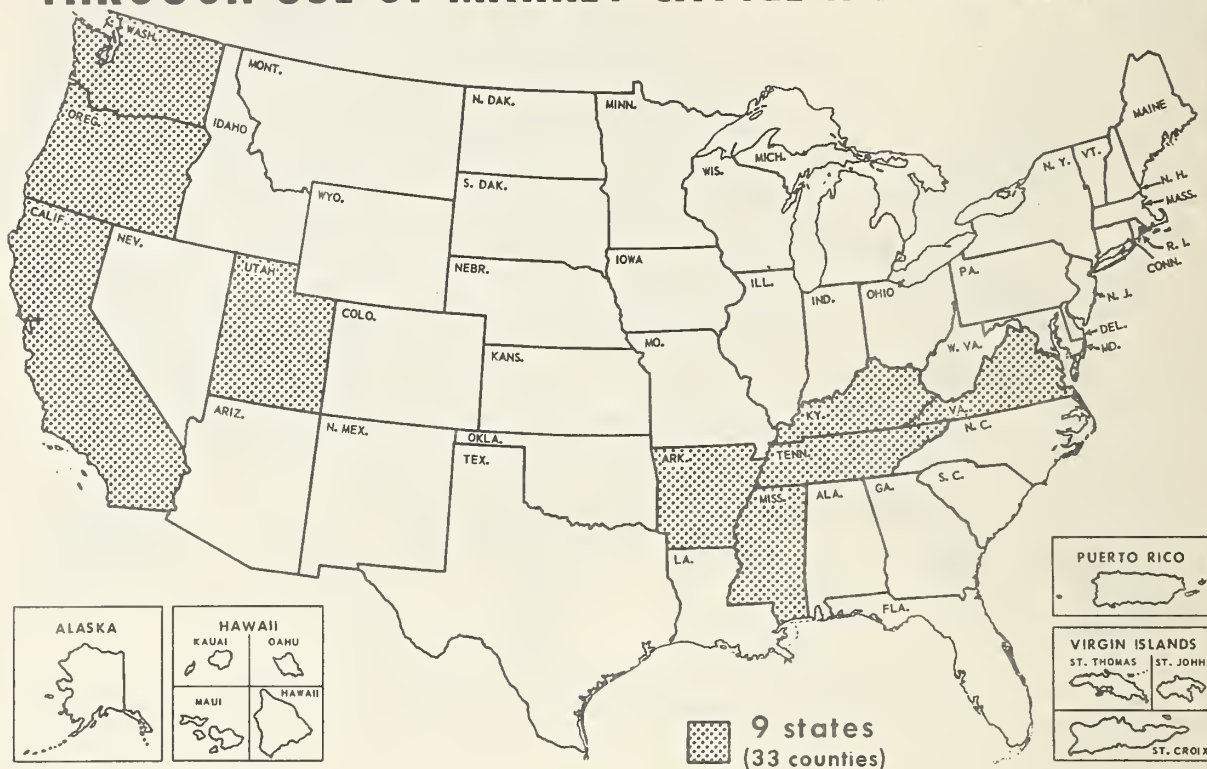 WASH.
MONT.
N. DAK.
MINN.
MAINE
OREG.
IDAHO
WIS.
MICH.
N. Y.
VT.
S. DAK.
N. H.
MASS.
WYO.
CALIF.
NEV.
R. I.
CONN.
IOWA
UTAH
NEBR.
PA.
ILL.
IND.
OHIO
N. J.
COLO.
DEL.
MD.
W. VA.
MO.
KANS.
KY.
VA.
ARIZ.
N. MEX.
OKLA.
N. C.
TEX.
ARK.
TENN.
S. C.
MISS.
ALA.
GA.
LA.
PUERTO RICO
FLA.
ALASKA
HAWAII
KAUAI
OAHU
MAUI
HAWAII
VIRGIN ISLANDS
ST. THOMAS
ST. JOHN
ST. CROIX
9 states
(33 counties)